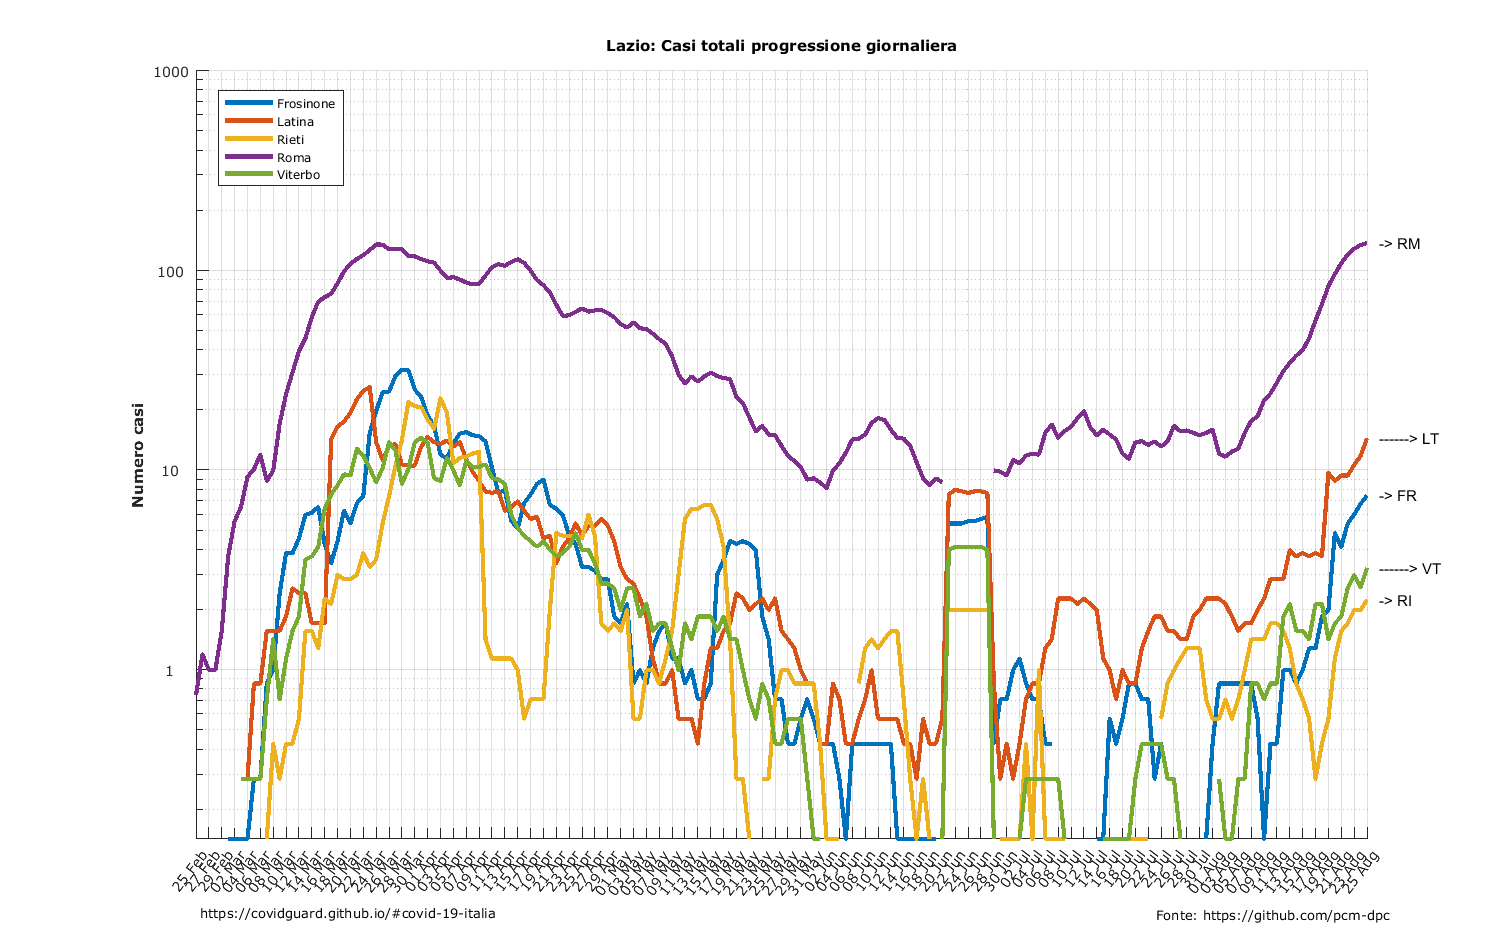 Lazio: Casi totali progressione giornaliera
1000
100
10
1
Numero casi
Frosinone
Latina
Rieti
Roma
Viterbo
-> RM
------> LT
-> FR
------> VT
-> RI
25 Feb
27 Feb
29 Feb
02 Mar
04 Mar
06 Mar
08 Mar
10 Mar
12 Mar
14 Mar
16 Mar
18 Mar
20 Mar
22 Mar
24 Mar
26 Mar
28 Mar
30 Mar
01 Apr
03 Apr
05 Apr
07 Apr
09 Apr
11 Apr
13 Apr
15 Apr
17 Apr
19 Apr
21 Apr
23 Apr
25 Apr
27 Apr
29 Apr
01 May
03 May
05 May
07 May
09 May
11 May
13 May
15 May
17 May
19 May
21 May
23 May
25 May
27 May
29 May
31 May
02 Jun
04 Jun
06 Jun
08 Jun
10 Jun
12 Jun
14 Jun
16 Jun
18 Jun
20 Jun
22 Jun
24 Jun
26 Jun
28 Jun
30 Jun
02 Jul
04 Jul
06 Jul
08 Jul
10 Jul
12 Jul
14 Jul
16 Jul
18 Jul
20 Jul
22 Jul
24 Jul
26 Jul
28 Jul
30 Jul
01 Aug
03 Aug
05 Aug
07 Aug
09 Aug
11 Aug
13 Aug
15 Aug
17 Aug
19 Aug
21 Aug
23 Aug
25 Aug
https://covidguard.github.io/#covid-19-italia
Fonte: https://github.com/pcm-dpc